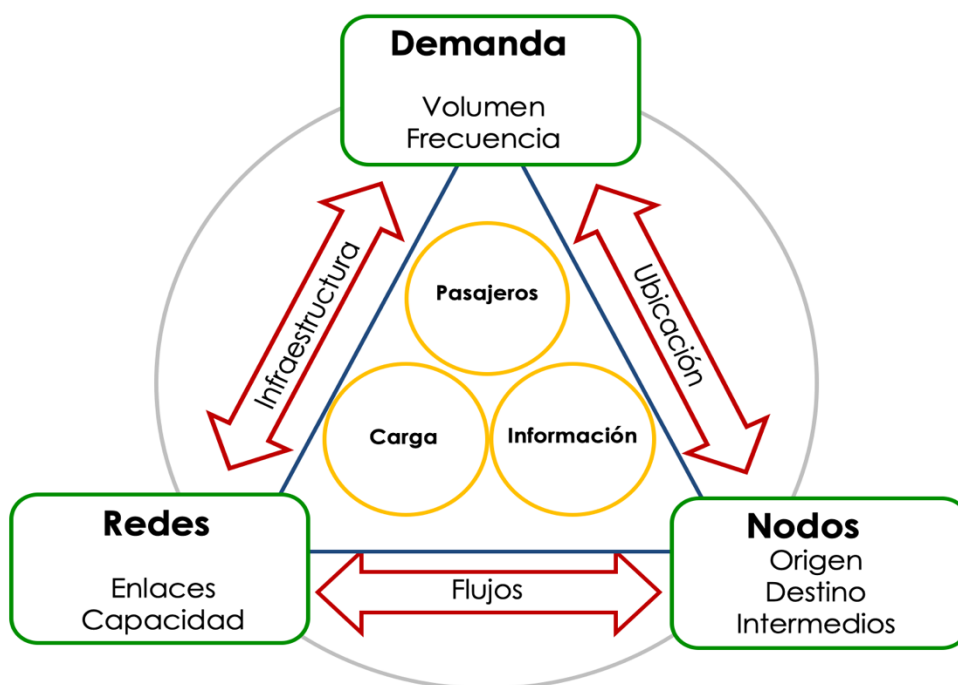 Demanda
Volumen
Frecuencia
Infraestructura
Ubicación
Pasajeros
Carga
Información
Redes
Enlaces
Capacidad
Flujos
Nodos
Origen
Destino
Intermedios